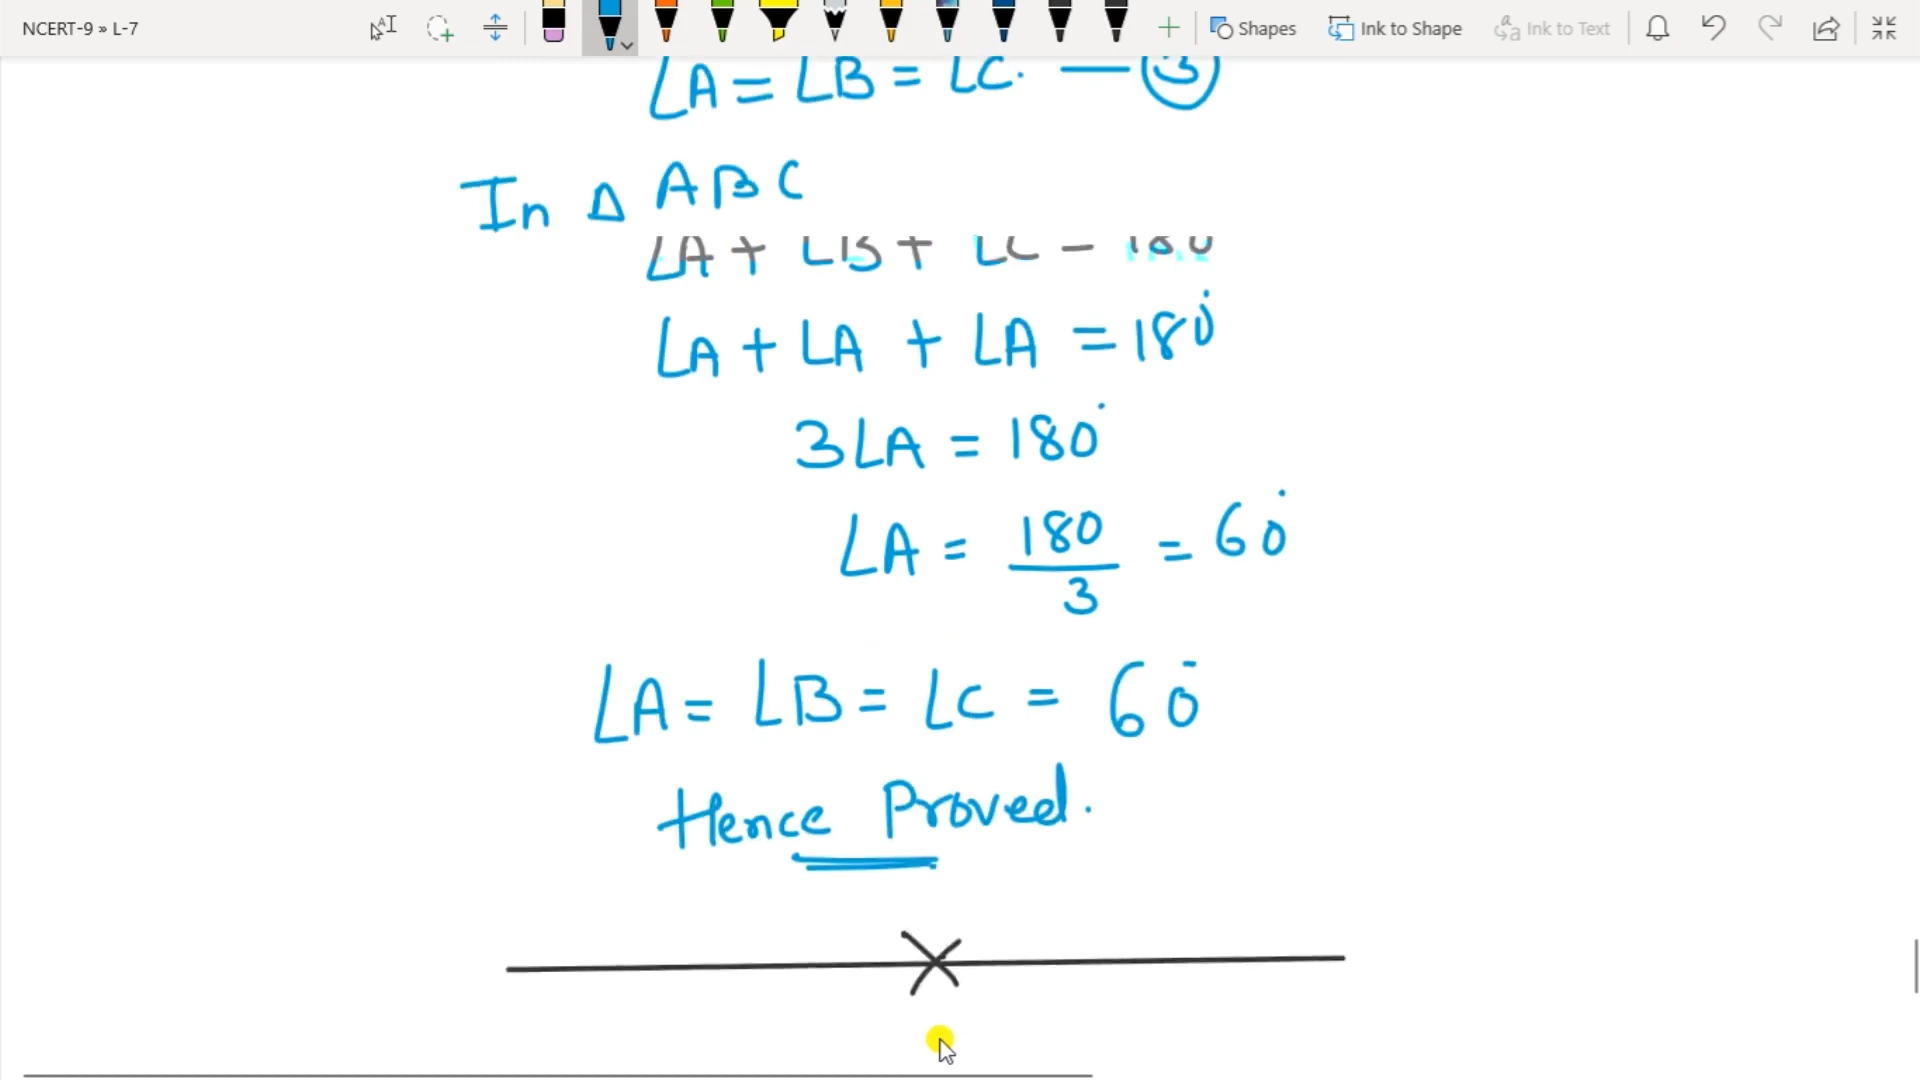 NCERT-9 » L-7 Shapes Ink to Shape Ink to Text
∠A = ∠B = ∠C. — ③
In Δ ABC
∠A + ∠B + ∠C = 180
∠A + ∠A + ∠A = 180°
3∠A = 180°
∠A = 180/3 = 60°
∠A = ∠B = ∠C = 60°
Hence Proved.